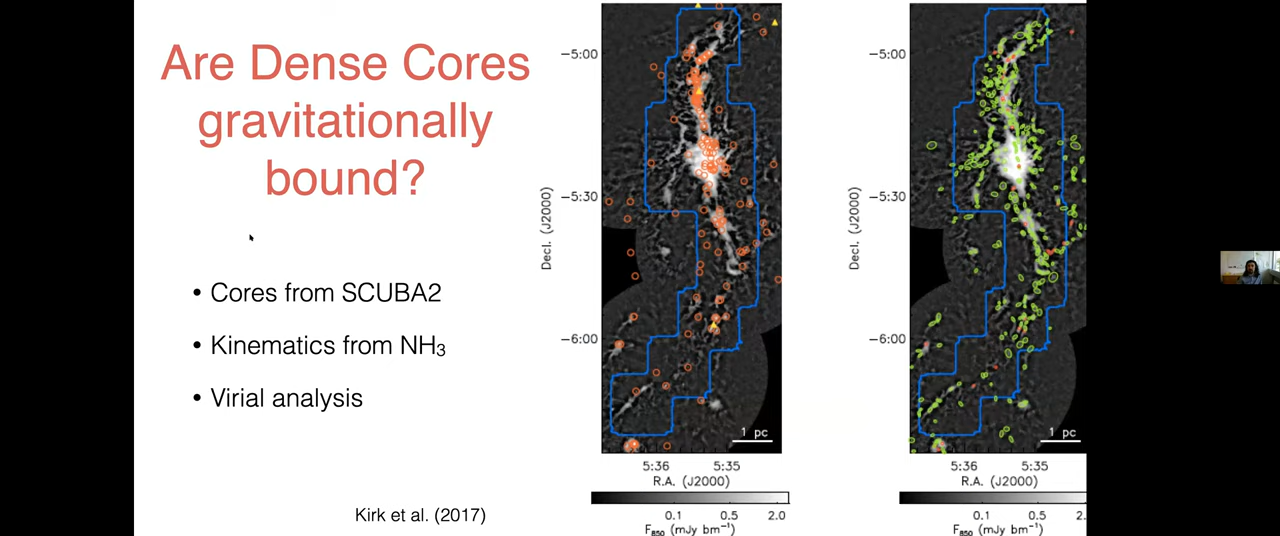 Are Dense Cores
gravitationally
bound?
• Cores from SCUBA2
• Kinematics from NH₃
• Virial analysis
Kirk et al. (2017)
Decl. (J2000)
−5:00
−5:30
−6:00
1 pc
5:36 5:35
R.A. (J2000)
0.1 0.5 2.0
F₈₅₀ (mJy bm⁻¹)
Decl. (J2000)
−5:00
−5:30
−6:00
1 pc
5:36 5:35
R.A. (J2000)
0.1 0.5 2.
F₈₅₀ (mJy bm⁻¹)